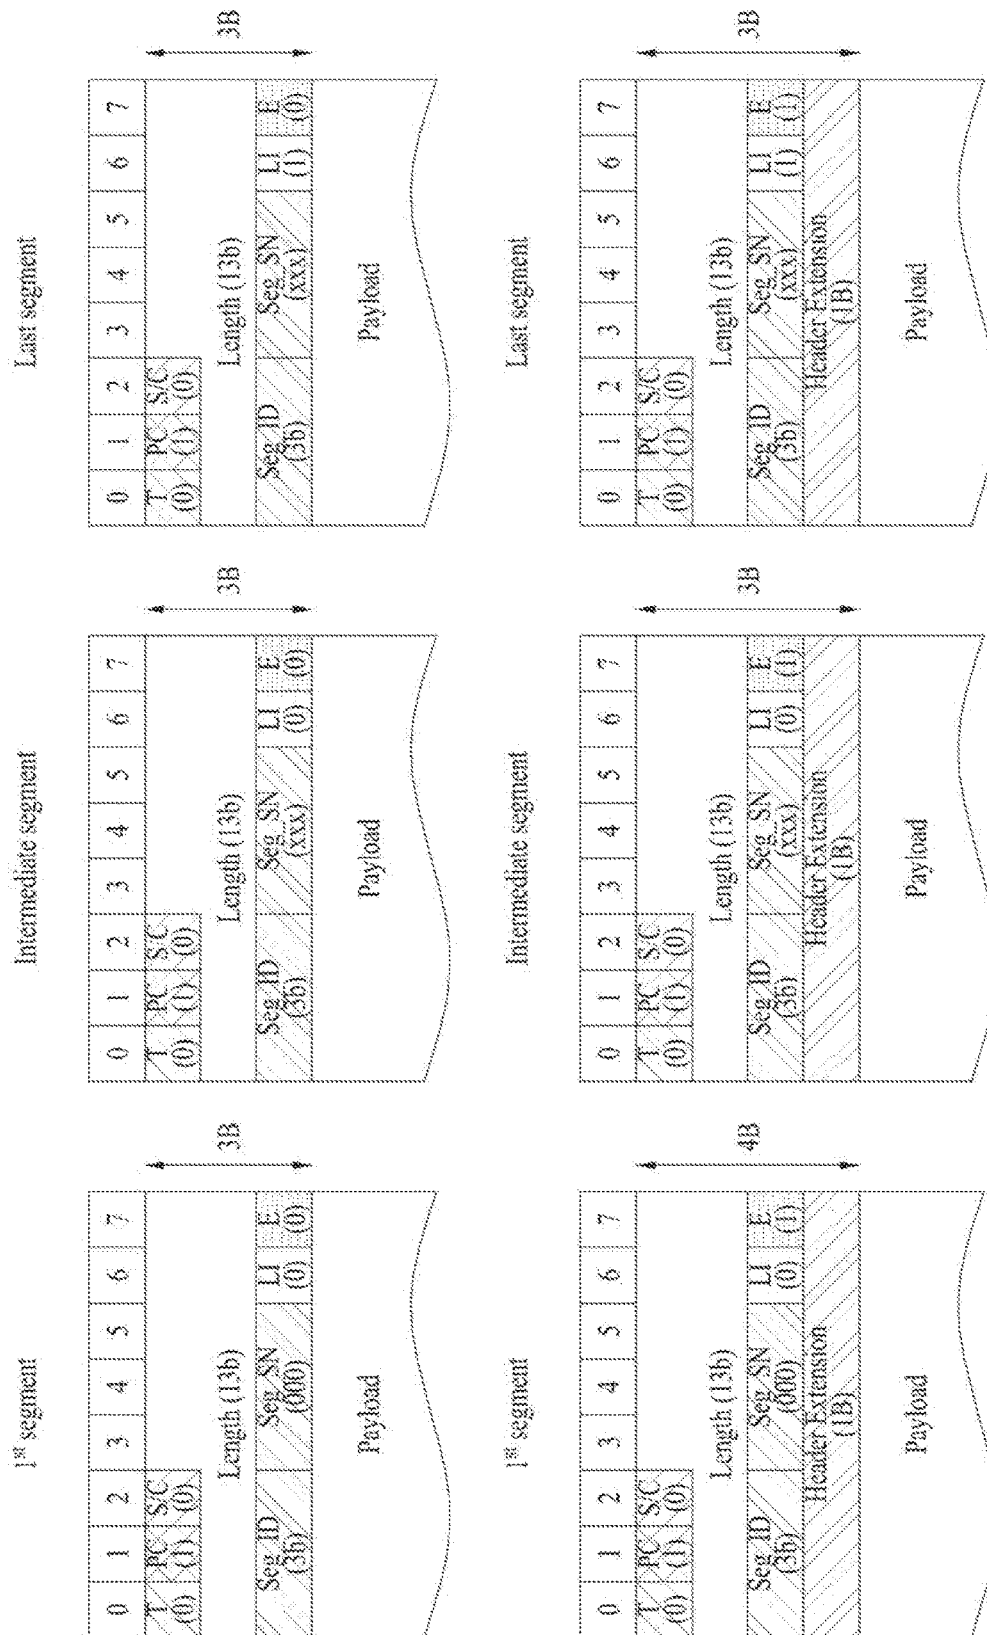 1st segment
0 1 2 3 4 5 6 7
T (0) PC (1) S/C (0)
Length (13b)
3B
Seg_ID (3b) Seg_SN (000) LI (0) E (0)
Payload
Intermediate segment
0 1 2 3 4 5 6 7
T (0) PC (1) S/C (0)
Length (13b)
3B
Seg_ID (3b) Seg_SN (xxx) LI (0) E (0)
Payload
Last segment
0 1 2 3 4 5 6 7
T (0) PC (1) S/C (0)
Length (13b)
3B
Seg_ID (3b) Seg_SN (xxx) LI (1) E (0)
Payload
1st segment
0 1 2 3 4 5 6 7
T (0) PC (1) S/C (0)
Length (13b)
4B
Seg_ID (3b) Seg_SN (000) LI (0) E (1)
Header Extension (1B)
Payload
Intermediate segment
0 1 2 3 4 5 6 7
T (0) PC (1) S/C (0)
Length (13b)
3B
Seg_ID (3b) Seg_SN (xxx) LI (0) E (1)
Header Extension (1B)
Payload
Last segment
0 1 2 3 4 5 6 7
T (0) PC (1) S/C (0)
Length (13b)
3B
Seg_ID (3b) Seg_SN (xxx) LI (1) E (1)
Header Extension (1B)
Payload